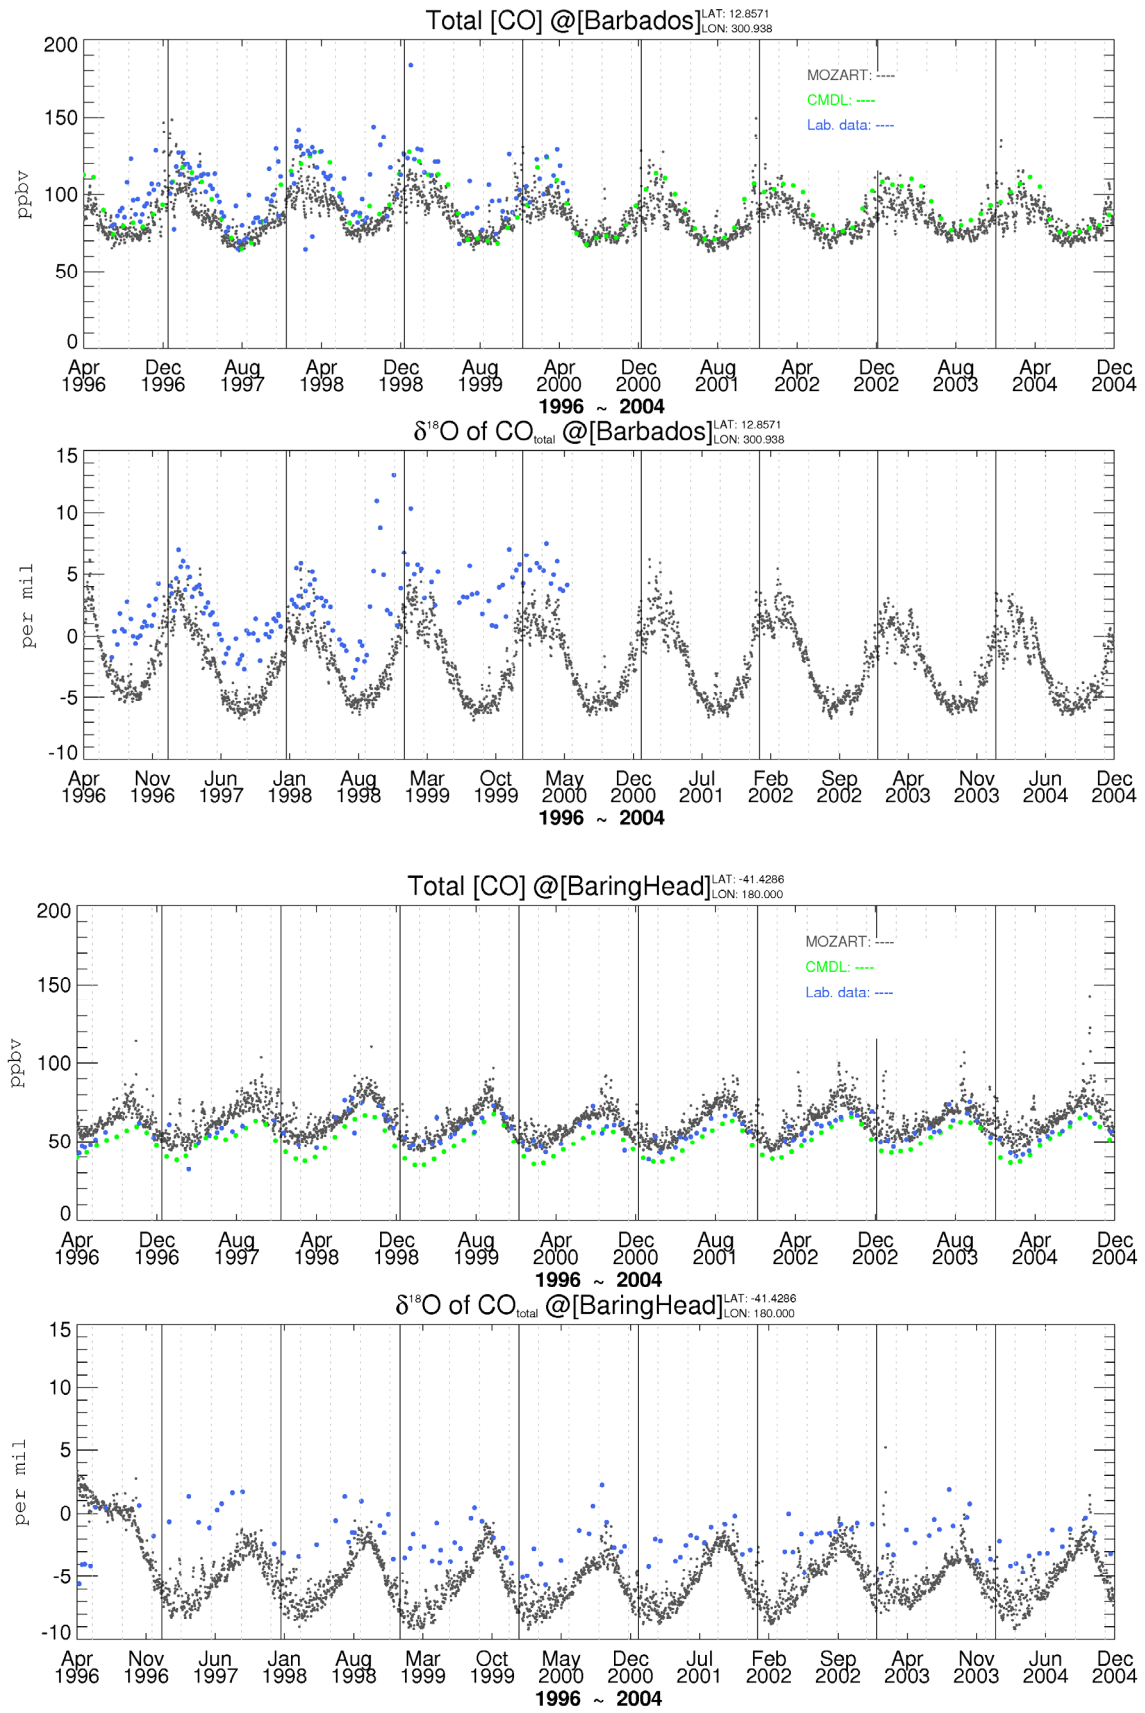 Total [CO] @[Barbados] LAT: 12.8571
LON: 300.938
200
150
100
50
0
ppbv
MOZART: ----
CMDL: ----
Lab. data: ----
Apr Dec Aug Apr Dec Aug Apr Dec Aug Apr Dec Aug Apr Dec
1996 1996 1997 1998 1998 1999 2000 2000 2001 2002 2002 2003 2004 2004
1996 ~ 2004
δ¹⁸O of CO_total @[Barbados] LAT: 12.8571
LON: 300.938
15
10
5
0
-5
-10
per mil
Apr Nov Jun Jan Aug Mar Oct May Dec Jul Feb Sep Apr Nov Jun Dec
1996 1996 1997 1998 1998 1999 1999 2000 2000 2001 2002 2002 2003 2003 2004 2004
1996 ~ 2004
Total [CO] @[BaringHead] LAT: -41.4286
LON: 180.000
200
150
100
50
0
ppbv
MOZART: ----
CMDL: ----
Lab. data: ----
Apr Dec Aug Apr Dec Aug Apr Dec Aug Apr Dec Aug Apr Dec
1996 1996 1997 1998 1998 1999 2000 2000 2001 2002 2002 2003 2004 2004
1996 ~ 2004
δ¹⁸O of CO_total @[BaringHead] LAT: -41.4286
LON: 180.000
15
10
5
0
-5
-10
per mil
Apr Nov Jun Jan Aug Mar Oct May Dec Jul Feb Sep Apr Nov Jun Dec
1996 1996 1997 1998 1998 1999 1999 2000 2000 2001 2002 2002 2003 2003 2004 2004
1996 ~ 2004